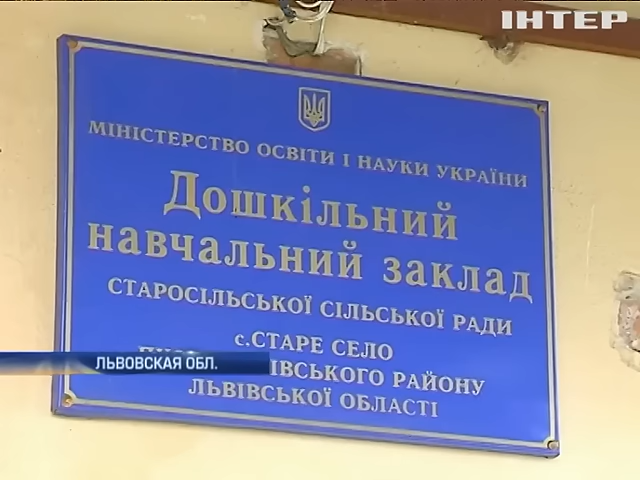 ІНТЕР
МІНІСТЕРСТВО ОСВІТИ І НАУКИ УКРАЇНИ
Дошкільний
навчальний заклад
СТАРОСІЛЬСЬКОЇ СІЛЬСЬКОЇ РАДИ
с.СТАРЕ СЕЛО
РАЙОНУ
ЛЬВОВСКАЯ ОБЛ.
ЛЬВІВСЬКОЇ ОБЛАСТІ